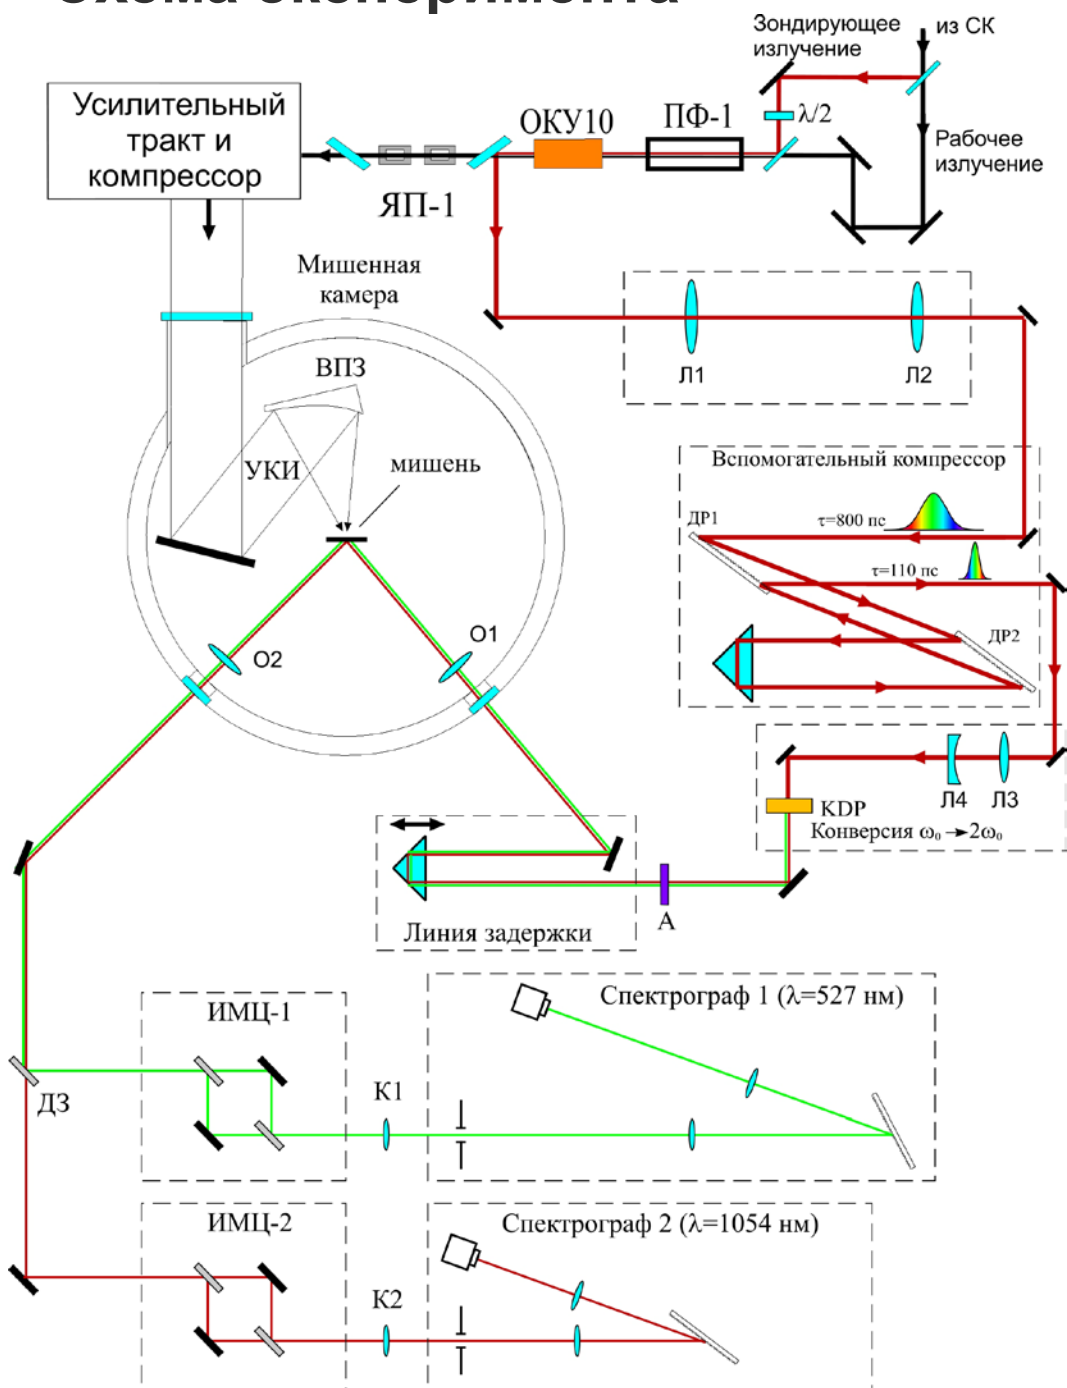 Схема эксперимента
Зондирующее
излучение
из СК
λ/2
Рабочее
излучение
ПФ-1
ОКУ10
ЯП-1
Усилительный
тракт и
компрессор
Мишенная
камера
ВПЗ
УКИ
мишень
О2
О1
Л1
Л2
Вспомогательный компрессор
ДР1
τ=800 пс
τ=110 пс
ДР2
Л4
Л3
KDP
Конверсия ω₀→2ω₀
Линия задержки
А
ДЗ
ИМЦ-1
К1
Спектрограф 1 (λ=527 нм)
ИМЦ-2
К2
Спектрограф 2 (λ=1054 нм)